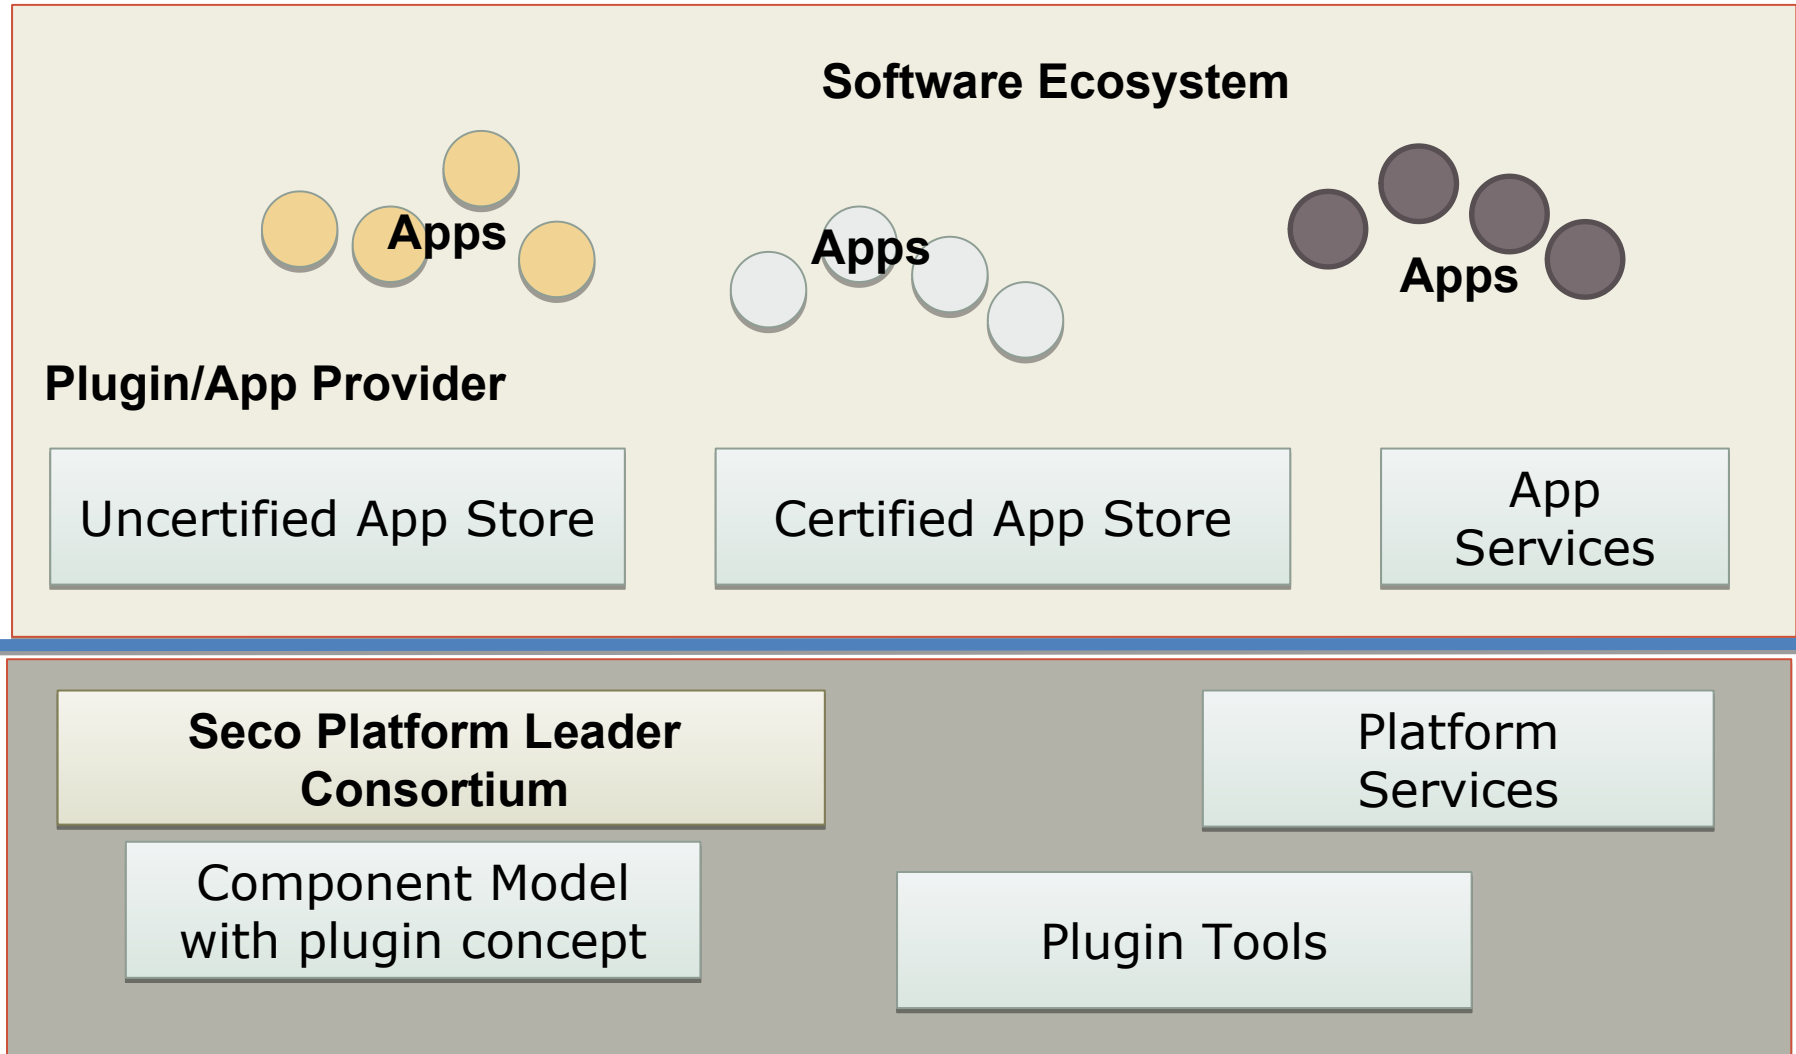 Software Ecosystem
Apps
Apps
Apps
Plugin/App Provider
Uncertified App Store
Certified App Store
App
Services
Seco Platform Leader
Consortium
Platform
Services
Component Model
with plugin concept
Plugin Tools